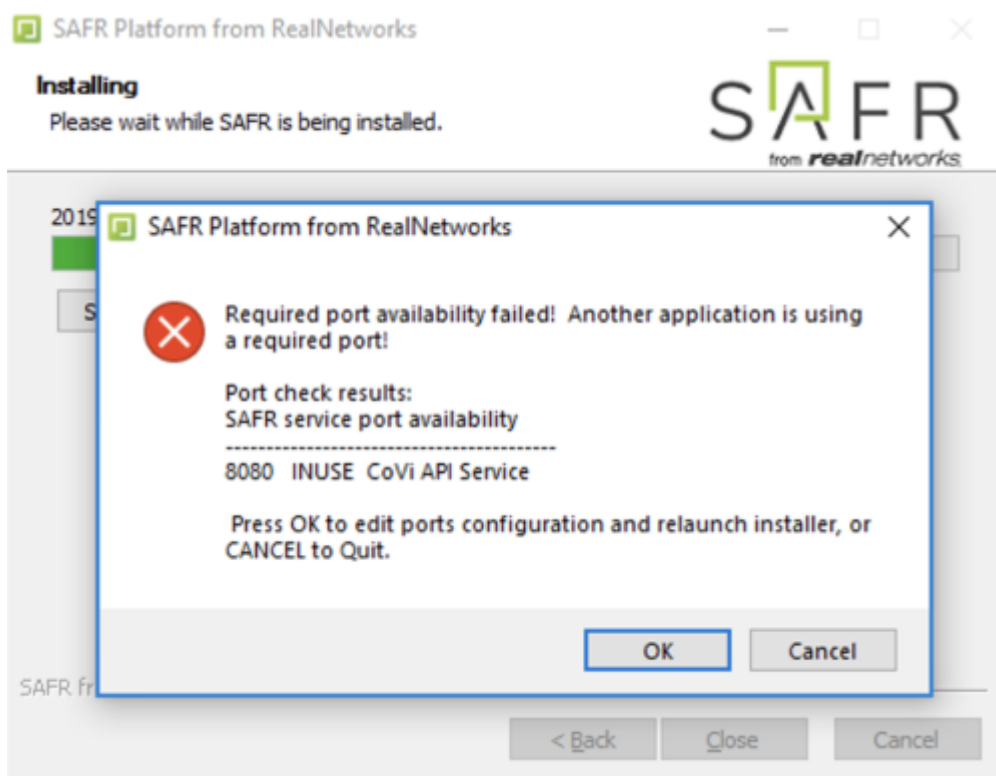 SAFR Platform from RealNetworks
Installing
Please wait while SAFR is being installed.
SAFR
from realnetworks
2019
SAFR Platform from RealNetworks
S
Required port availability failed!  Another application is using
a required port!
Port check results:
SAFR service port availability
-----------------------------------------
8080   INUSE  CoVi API Service
Press OK to edit ports configuration and relaunch installer, or
CANCEL to Quit.
OK
Cancel
SAFR fr
< Back
Close
Cancel